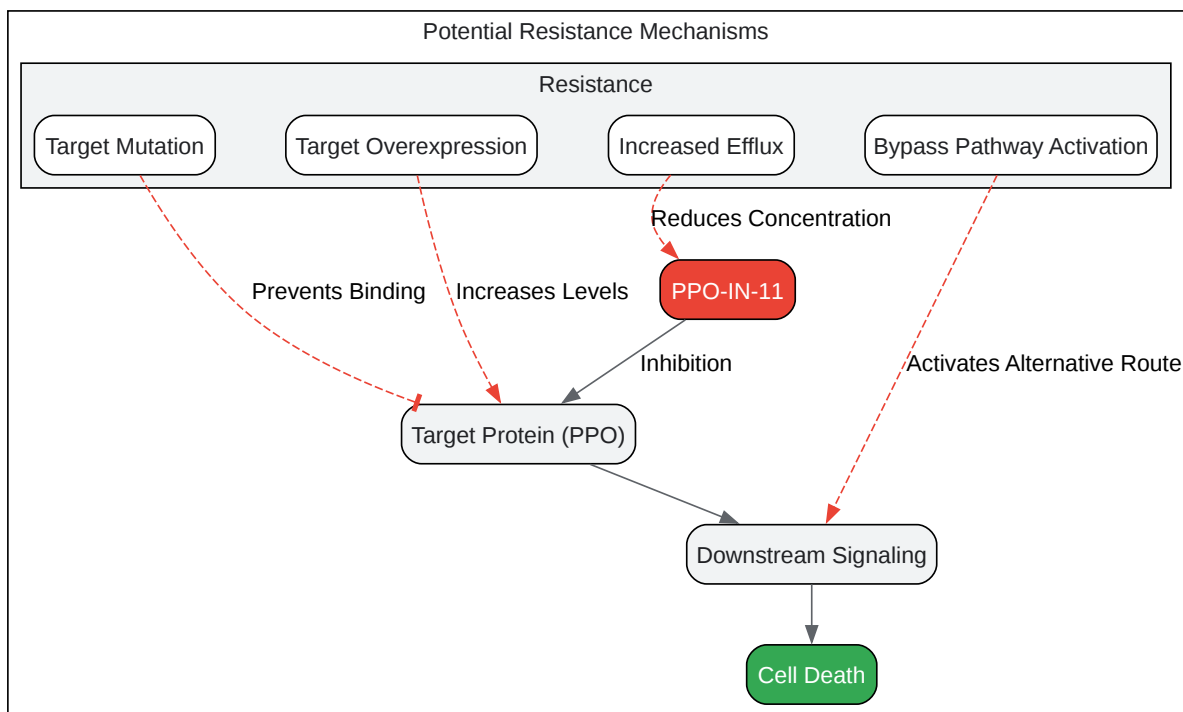 Potential Resistance Mechanisms
Resistance
Target Mutation
Target Overexpression
Increased Efflux
Bypass Pathway Activation
Reduces Concentration
PPO-IN-11
Prevents Binding
Increases Levels
Inhibition
Activates Alternative Route
Target Protein (PPO)
Downstream Signaling
Cell Death